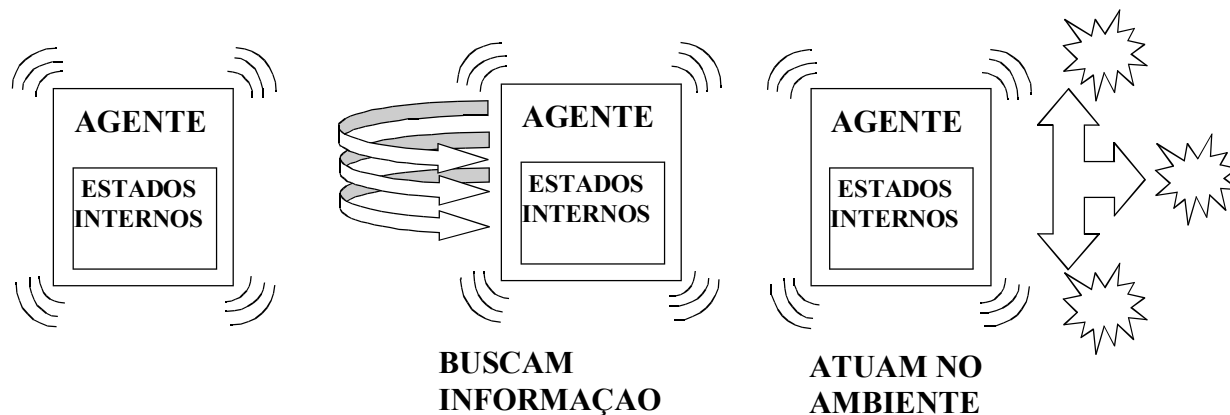 AGENTE
ESTADOS
INTERNOS
AGENTE
ESTADOS
INTERNOS
BUSCAM
INFORMAÇAO
AGENTE
ESTADOS
INTERNOS
ATUAM NO
AMBIENTE